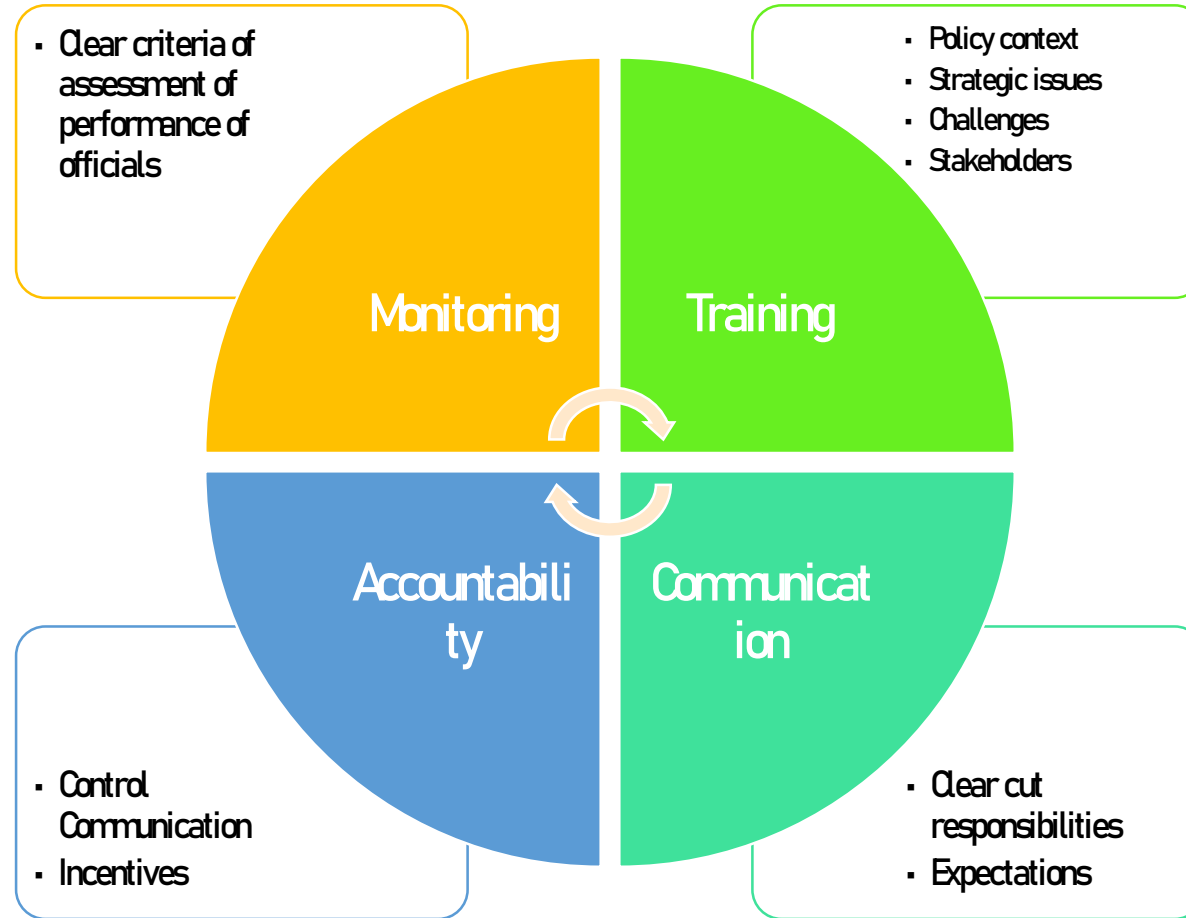 ▪ Clear criteria of
assessment of
performance of
officials
▪ Policy context
▪ Strategic issues
▪ Challenges
▪ Stakeholders
Monitoring
Training
Accountabili
ty
Communicat
ion
▪ Control
Communication
▪ Incentives
▪ Clear cut
responsibilities
▪ Expectations